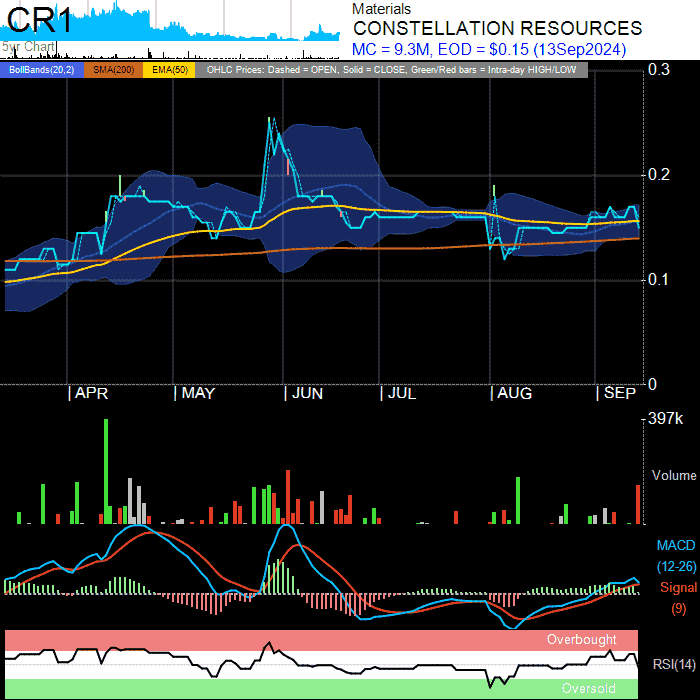 CR1
5yr Chart
Materials
CONSTELLATION RESOURCES
MC = 9.3M, EOD = $0.15 (13Sep2024)
BollBands(20,2) SMA(200) EMA(50) OHLC Prices: Dashed = OPEN, Solid = CLOSE, Green/Red bars = Intra-day HIGH/LOW
0.3
0.2
0.1
0
| APR | MAY | JUN | JUL | AUG | SEP
397k
Volume
MACD
(12-26)
Signal
(9)
Overbought
RSI(14)
Oversold